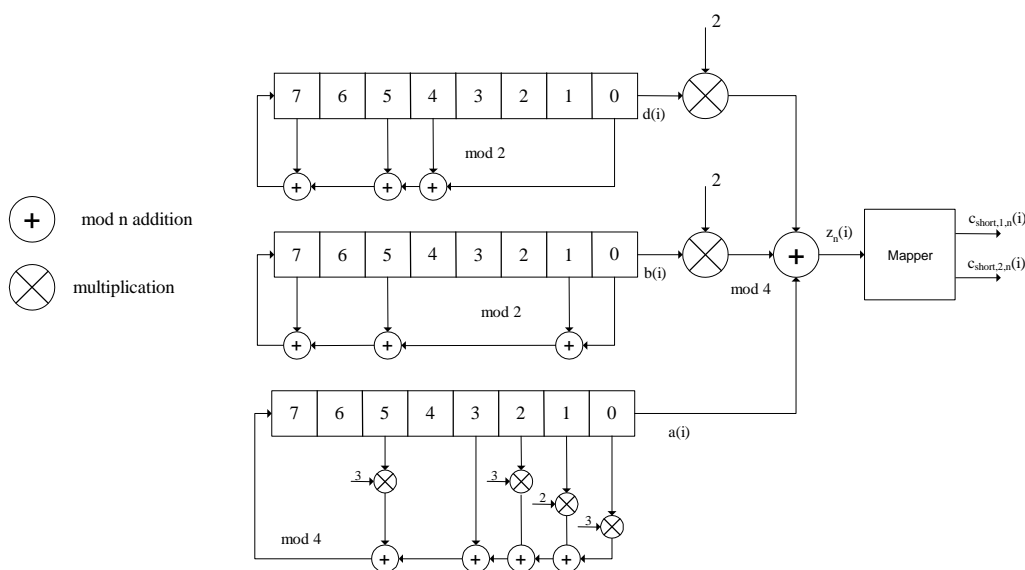 2
7 6 5 4 3 2 1 0
d(i)
mod 2
+ + +
+ mod n addition
multiplication
2
7 6 5 4 3 2 1 0
b(i)
mod 2
+ + +
+
mod 4
z_n(i)
Mapper
c_short,1,n(i)
c_short,2,n(i)
7 6 5 4 3 2 1 0
a(i)
3
3
2
3
mod 4
+ + + +